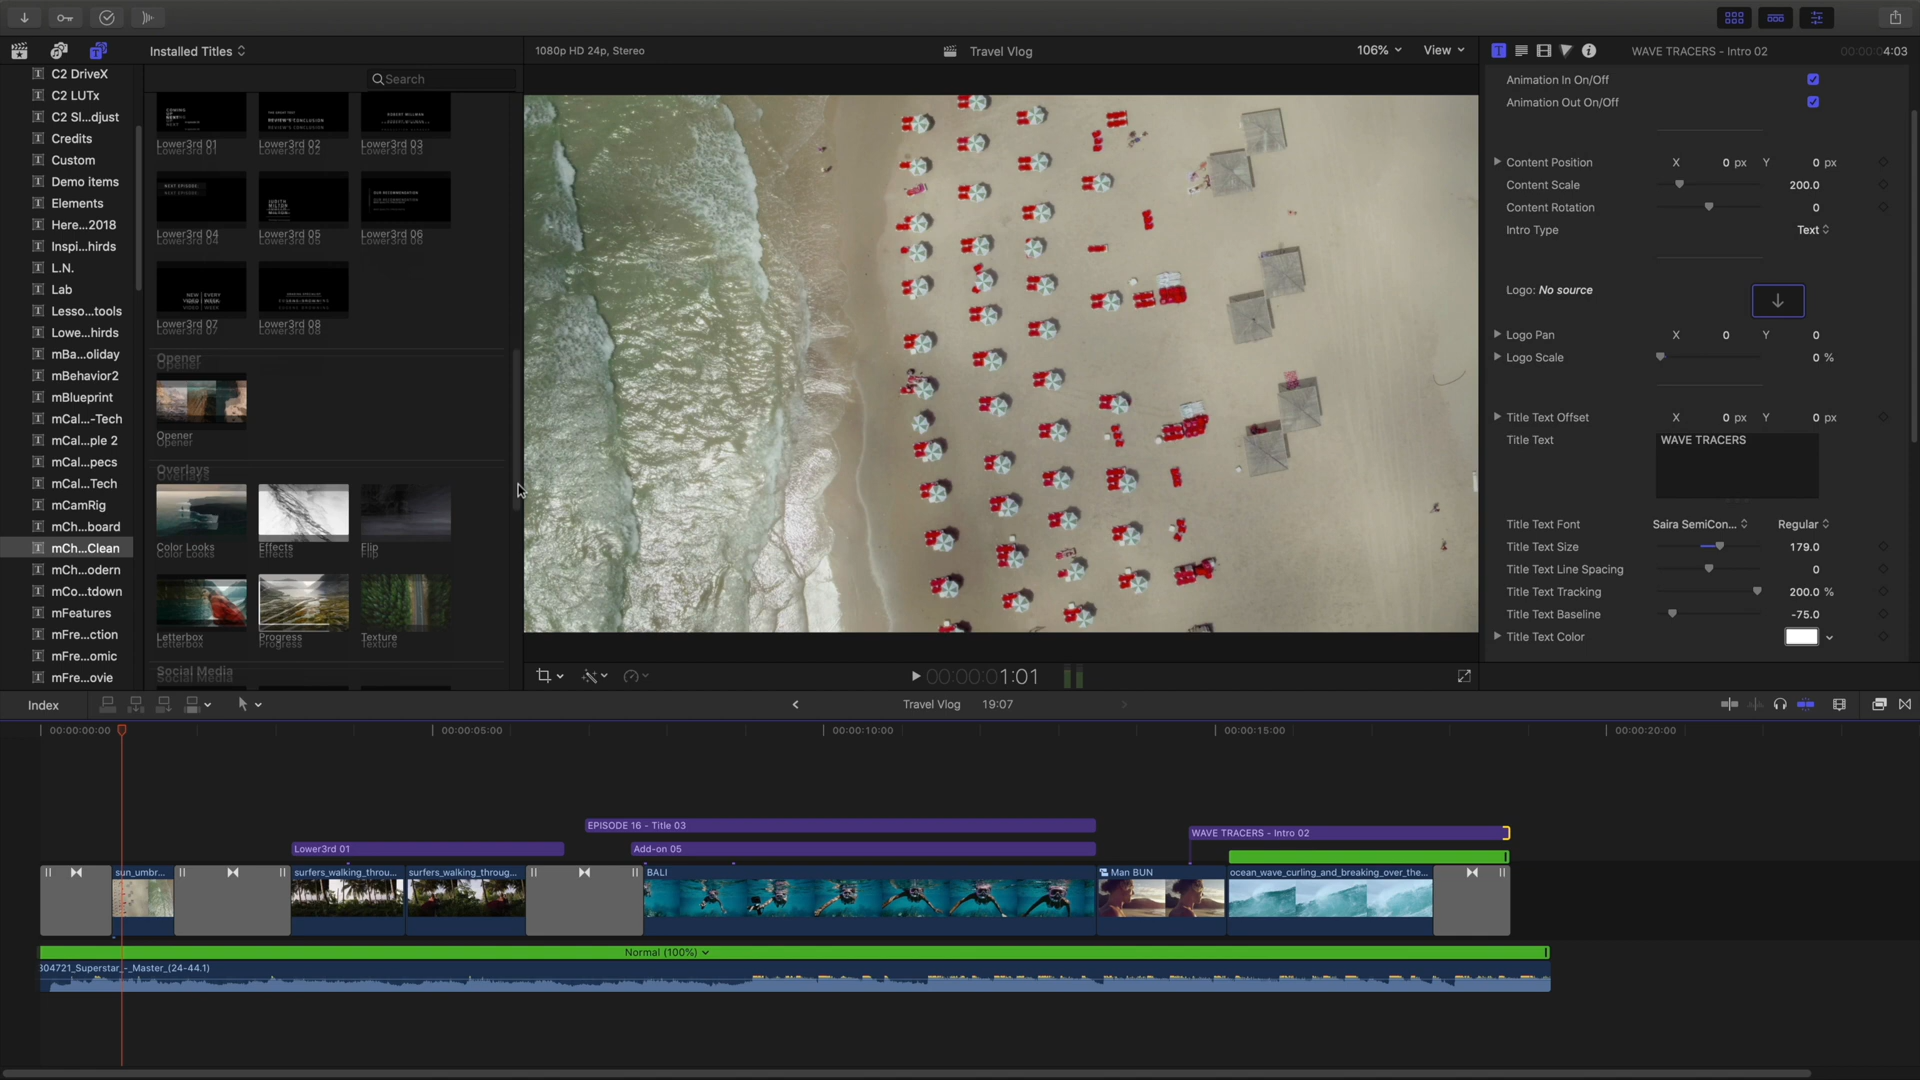 Installed Titles
1080p HD 24p, Stereo
Travel Vlog
106%
View
WAVE TRACERS - Intro 02
00:00:04:03
Search
C2 DriveX
C2 LUTx
C2 Sl...djust
Credits
Custom
Demo items
Elements
Here...2018
Inspi...hirds
L.N.
Lab
Lesso...tools
Lowe...hirds
mBa...oliday
mBehavior2
mBlueprint
mCal...-Tech
mCal...ple 2
mCal...pecs
mCal...Tech
mCamRig
mCh...board
mCh...Clean
mCh...odern
mCo...tdown
mFeatures
mFre...ction
mFre...omic
mFre...ovie
Lower3rd 01
Lower3rd 02
Lower3rd 03
NEXT EPISODE:
Lower3rd 04
Lower3rd 05
Lower3rd 06
Lower3rd 07
Lower3rd 08
Opener
Opener
Overlays
Color Looks
Effects
Flip
Letterbox
Progress
Texture
Social Media
Animation In On/Off
Animation Out On/Off
Content Position X 0 px Y 0 px
Content Scale 200.0
Content Rotation 0
Intro Type Text
Logo: No source
Logo Pan X 0 Y 0
Logo Scale 0 %
Title Text Offset X 0 px Y 0 px
Title Text WAVE TRACERS
Title Text Font Saira SemiCon... Regular
Title Text Size 179.0
Title Text Line Spacing 0
Title Text Tracking 200.0 %
Title Text Baseline -75.0
Title Text Color
00:00:01:01
Index
Travel Vlog 19:07
00:00:00:00
00:00:05:00
00:00:10:00
00:00:15:00
00:00:20:00
EPISODE 16 - Title 03
WAVE TRACERS - Intro 02
Lower3rd 01
Add-on 05
sun_umbr...
surfers_walking_throu...
surfers_walking_throug...
BALI
Man BUN
ocean_wave_curling_and_breaking_over_the...
Normal (100%)
304721_Superstar_-_Master_(24-44.1)